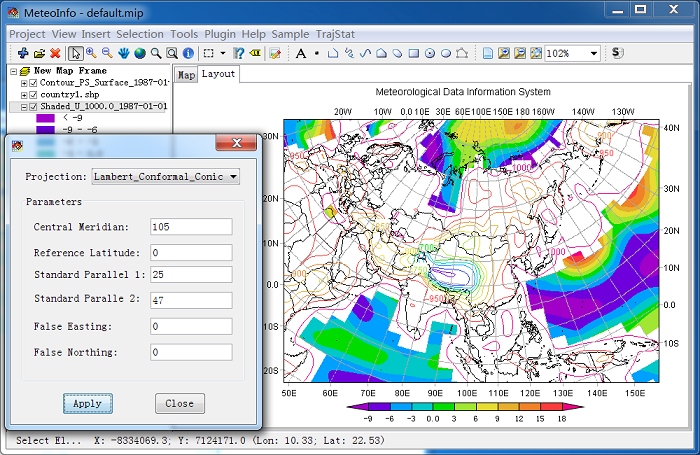 MeteoInfo - default.mip
Project View Insert Selection Tools Plugin Help Sample TrajStat
102%
New Map Frame
Contour_PS_Surface_1987-01-01
country1.shp
Shaded_U_1000.0_1987-01-01
< -9
-9 - -6
Map Layout
Meteorological Data Information System
20W 10W 0.0 10E 30E 60E 100E 150E 180 160W 140W 130W
30N 40N
20N 30N
10N 20N
0.0 10N
10S 0.0
20S 10S
50E 60E 70E 80E 90E 100E 110E 120E 130E 140E 150E
-9 -6 -3 0.0 3 6 9 12 15 18
Projection: Lambert_Conformal_Conic
Parameters
Central Meridian: 105
Reference Latitude: 0
Standard Parallel 1: 25
Standard Paralle 2: 47
False Easting: 0
False Northing: 0
Apply Close
Select El... X: -8334069.3; Y: 7124171.0 (Lon: 10.33; Lat: 22.53)